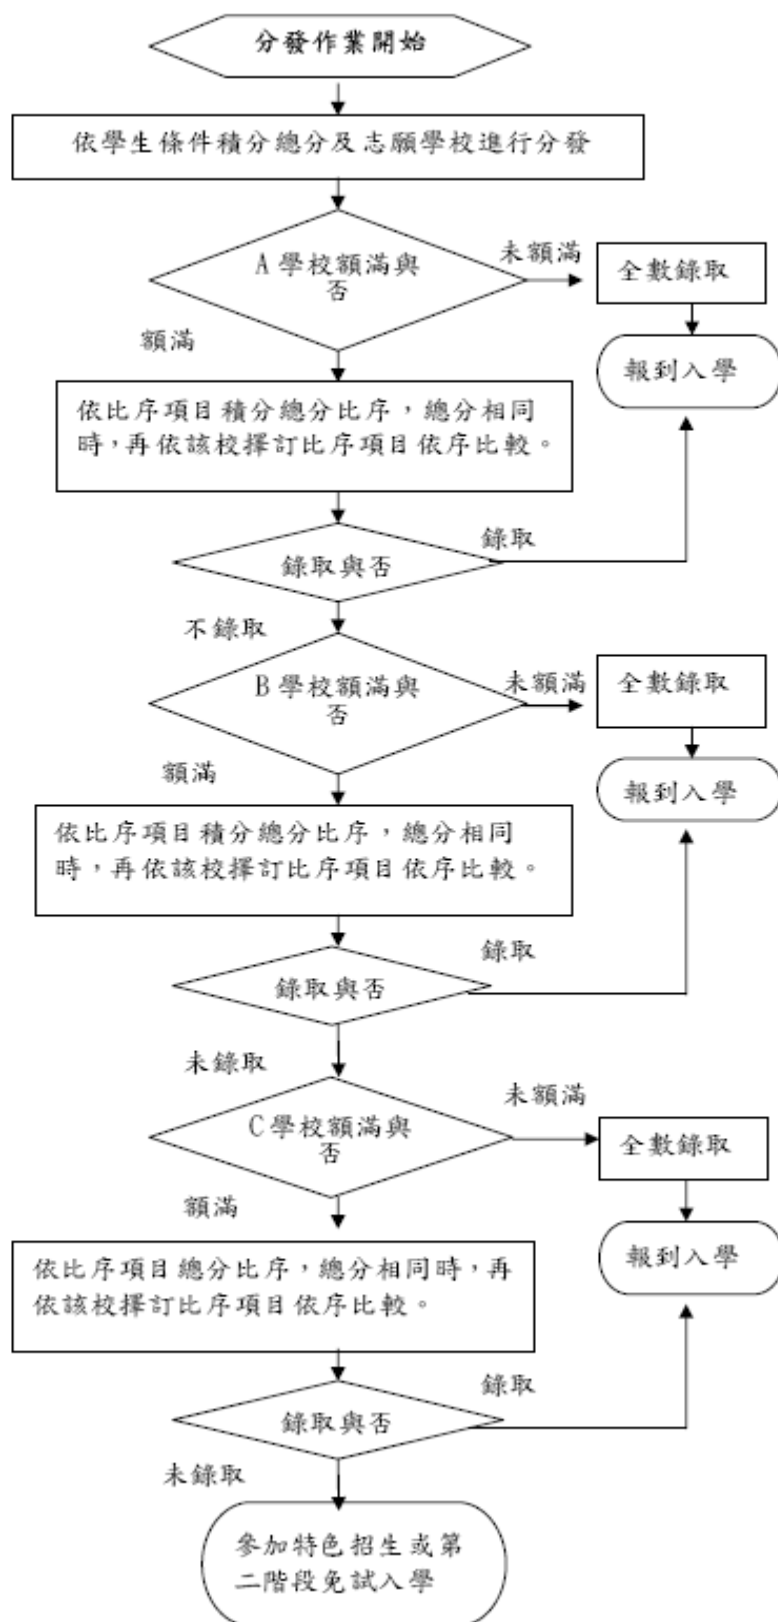 分發作業開始
依學生條件積分總分及志願學校進行分發
A 學校額滿與
否
未額滿
全數錄取
報到入學
額滿
依比序項目積分總分比序，總分相同
時，再依該校擇訂比序項目依序比較。
錄取與否
錄取
不錄取
B 學校額滿與
否
未額滿
全數錄取
報到入學
額滿
依比序項目積分總分比序，總分相同
時，再依該校擇訂比序項目依序比較。
錄取與否
錄取
未錄取
C 學校額滿與
否
未額滿
全數錄取
報到入學
額滿
依比序項目總分比序，總分相同時，再
依該校擇訂比序項目依序比較。
錄取與否
錄取
未錄取
參加特色招生或第
二階段免試入學